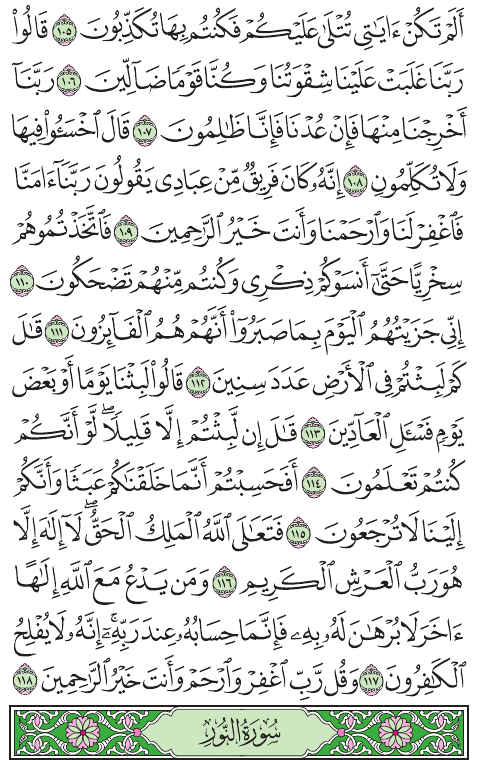 أَلَمْ تَكُنْ ءَايَٰتِى تُتْلَىٰ عَلَيْكُمْ فَكُنتُم بِهَا تُكَذِّبُونَ ١٠٥ قَالُوا۟
رَبَّنَا غَلَبَتْ عَلَيْنَا شِقْوَتُنَا وَكُنَّا قَوْمًا ضَآلِّينَ ١٠٦ رَبَّنَآ
أَخْرِجْنَا مِنْهَا فَإِنْ عُدْنَا فَإِنَّا ظَٰلِمُونَ ١٠٧ قَالَ ٱخْسَـُٔوا۟ فِيهَا
وَلَا تُكَلِّمُونِ ١٠٨ إِنَّهُۥ كَانَ فَرِيقٌ مِّنْ عِبَادِى يَقُولُونَ رَبَّنَآ ءَامَنَّا
فَٱغْفِرْ لَنَا وَٱرْحَمْنَا وَأَنتَ خَيْرُ ٱلرَّٰحِمِينَ ١٠٩ فَٱتَّخَذْتُمُوهُمْ
سِخْرِيًّا حَتَّىٰٓ أَنسَوْكُمْ ذِكْرِى وَكُنتُم مِّنْهُمْ تَضْحَكُونَ ١١٠
إِنِّى جَزَيْتُهُمُ ٱلْيَوْمَ بِمَا صَبَرُوٓا۟ أَنَّهُمْ هُمُ ٱلْفَآئِزُونَ ١١١ قَٰلَ
كَمْ لَبِثْتُمْ فِى ٱلْأَرْضِ عَدَدَ سِنِينَ ١١٢ قَالُوا۟ لَبِثْنَا يَوْمًا أَوْ بَعْضَ
يَوْمٍ فَسْـَٔلِ ٱلْعَآدِّينَ ١١٣ قَٰلَ إِن لَّبِثْتُمْ إِلَّا قَلِيلًا ۖ لَّوْ أَنَّكُمْ
كُنتُمْ تَعْلَمُونَ ١١٤ أَفَحَسِبْتُمْ أَنَّمَا خَلَقْنَٰكُمْ عَبَثًا وَأَنَّكُمْ
إِلَيْنَا لَا تُرْجَعُونَ ١١٥ فَتَعَٰلَى ٱللَّهُ ٱلْمَلِكُ ٱلْحَقُّ ۖ لَآ إِلَٰهَ إِلَّا
هُوَ رَبُّ ٱلْعَرْشِ ٱلْكَرِيمِ ١١٦ وَمَن يَدْعُ مَعَ ٱللَّهِ إِلَٰهًا
ءَاخَرَ لَا بُرْهَٰنَ لَهُۥ بِهِۦ فَإِنَّمَا حِسَابُهُۥ عِندَ رَبِّهِۦٓ ۚ إِنَّهُۥ لَا يُفْلِحُ
ٱلْكَٰفِرُونَ ١١٧ وَقُل رَّبِّ ٱغْفِرْ وَٱرْحَمْ وَأَنتَ خَيْرُ ٱلرَّٰحِمِينَ ١١٨
سُورَةُ النُّورِ